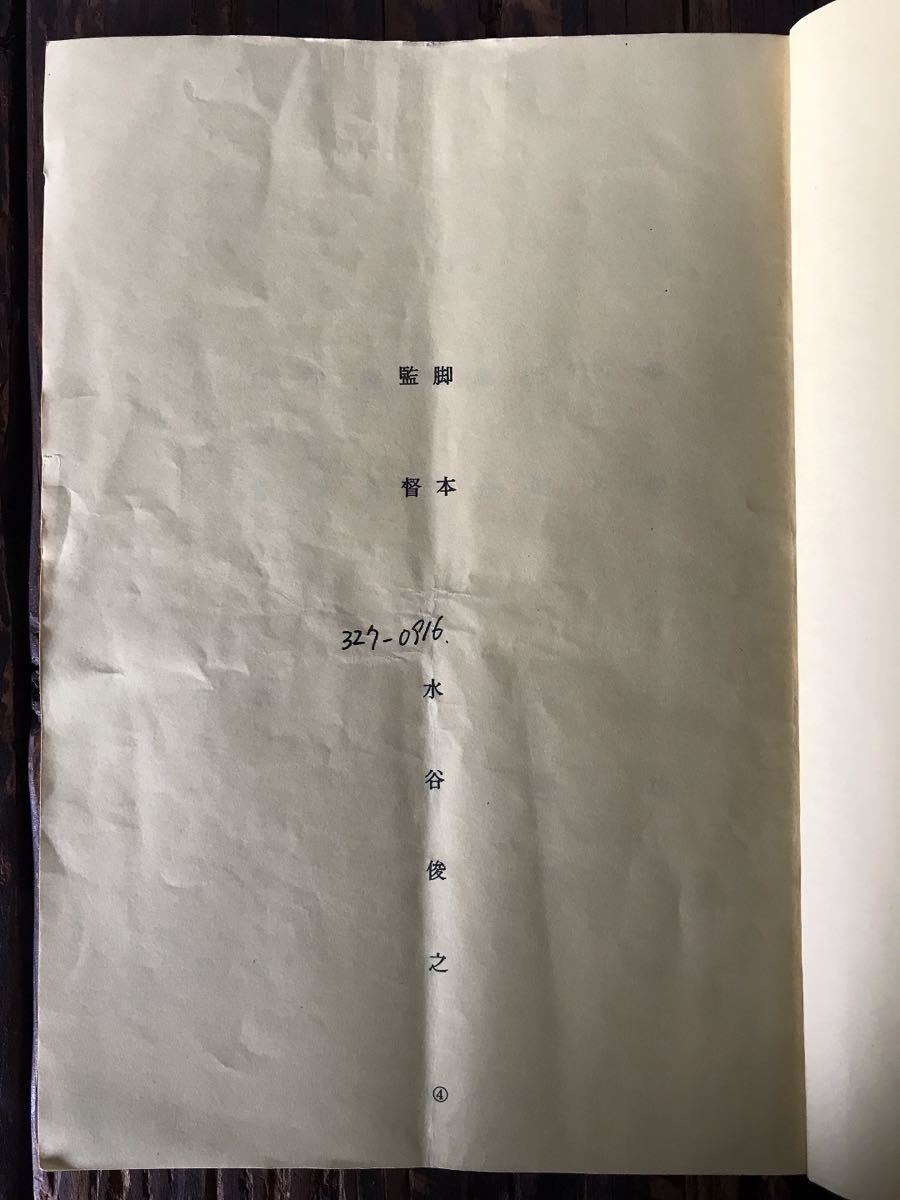 脚本
監督
327-0916.
水谷俊之
④